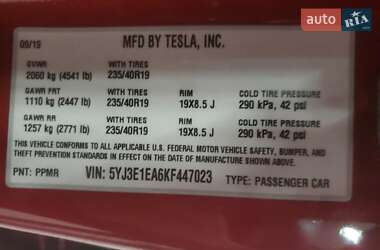 auto RIA
09/19 MFD BY TESLA, INC.
GVWR WITH TIRES
2060 kg (4541 lb) 235/40R19
GAWR FRT WITH TIRES RIM COLD TIRE PRESSURE
1110 kg (2447 lb) 235/40R19 19X8.5 J 290 kPa, 42 psi
GAWR RR WITH TIRES RIM COLD TIRE PRESSURE
1257 kg (2771 lb) 235/40R19 19X8.5 J 290 kPa, 42 psi
THIS VEHICLE CONFORMS TO ALL APPLICABLE U.S. FEDERAL MOTOR VEHICLE SAFETY, BUMPER, AND
THEFT PREVENTION STANDARDS IN EFFECT ON THE DATE OF MANUFACTURE SHOWN ABOVE.
PNT: PPMR VIN: 5YJ3E1EA6KF447023 TYPE: PASSENGER CAR